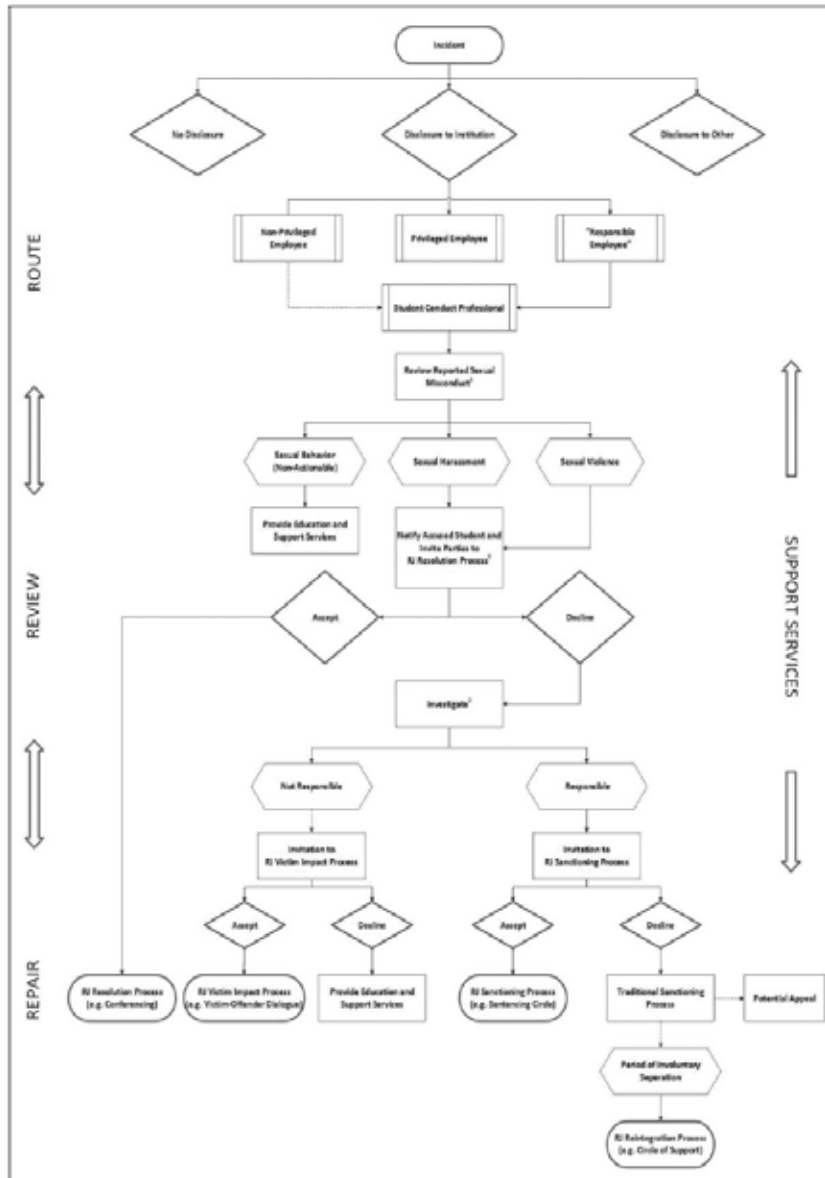 Incident
No Disclosure
Disclosure to Institution
Disclosure to Other
Non-Privileged
Employee
Privileged Employee
"Responsible
Employee"
ROUTE
Student Conduct Professional
Review Reported Sexual
Misconduct¹
Sexual Behavior
(Non-Actionable)
Sexual Harassment
Sexual Violence
Provide Education and
Support Services
Notify Accused Student and
Invite Parties to
RJ Resolution Process²
REVIEW
SUPPORT SERVICES
Accept
Decline
Investigate
Not Responsible
Responsible
Invitation to
RJ Victim Impact Process
Invitation to
RJ Sanctioning Process
Accept
Decline
Accept
Decline
REPAIR
RJ Resolution Process
(e.g. Conferencing)
RJ Victim Impact Process
(e.g. Victim-Offender Dialogue)
Provide Education and
Support Services
RJ Sanctioning Process
(e.g. Sentencing Circle)
Traditional Sanctioning
Process
Potential Appeal
Period of Involuntary
Separation
RJ Reintegration Process
(e.g. Circle of Support)